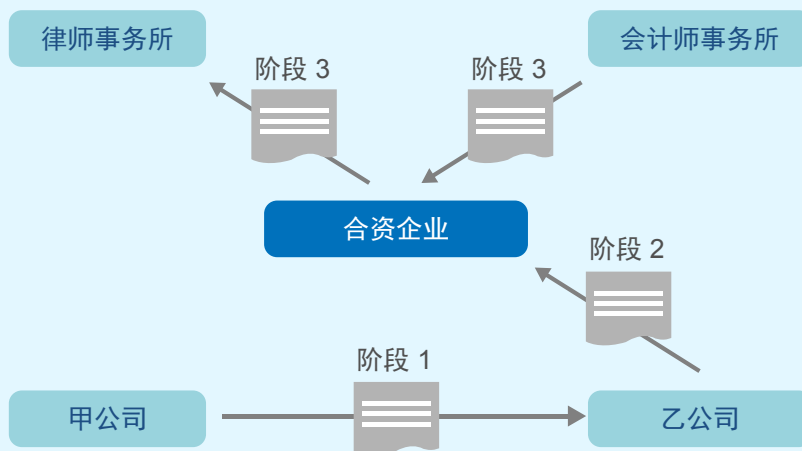 律师事务所
会计师事务所
阶段 3
阶段 3
合资企业
阶段 2
阶段 1
甲公司
乙公司